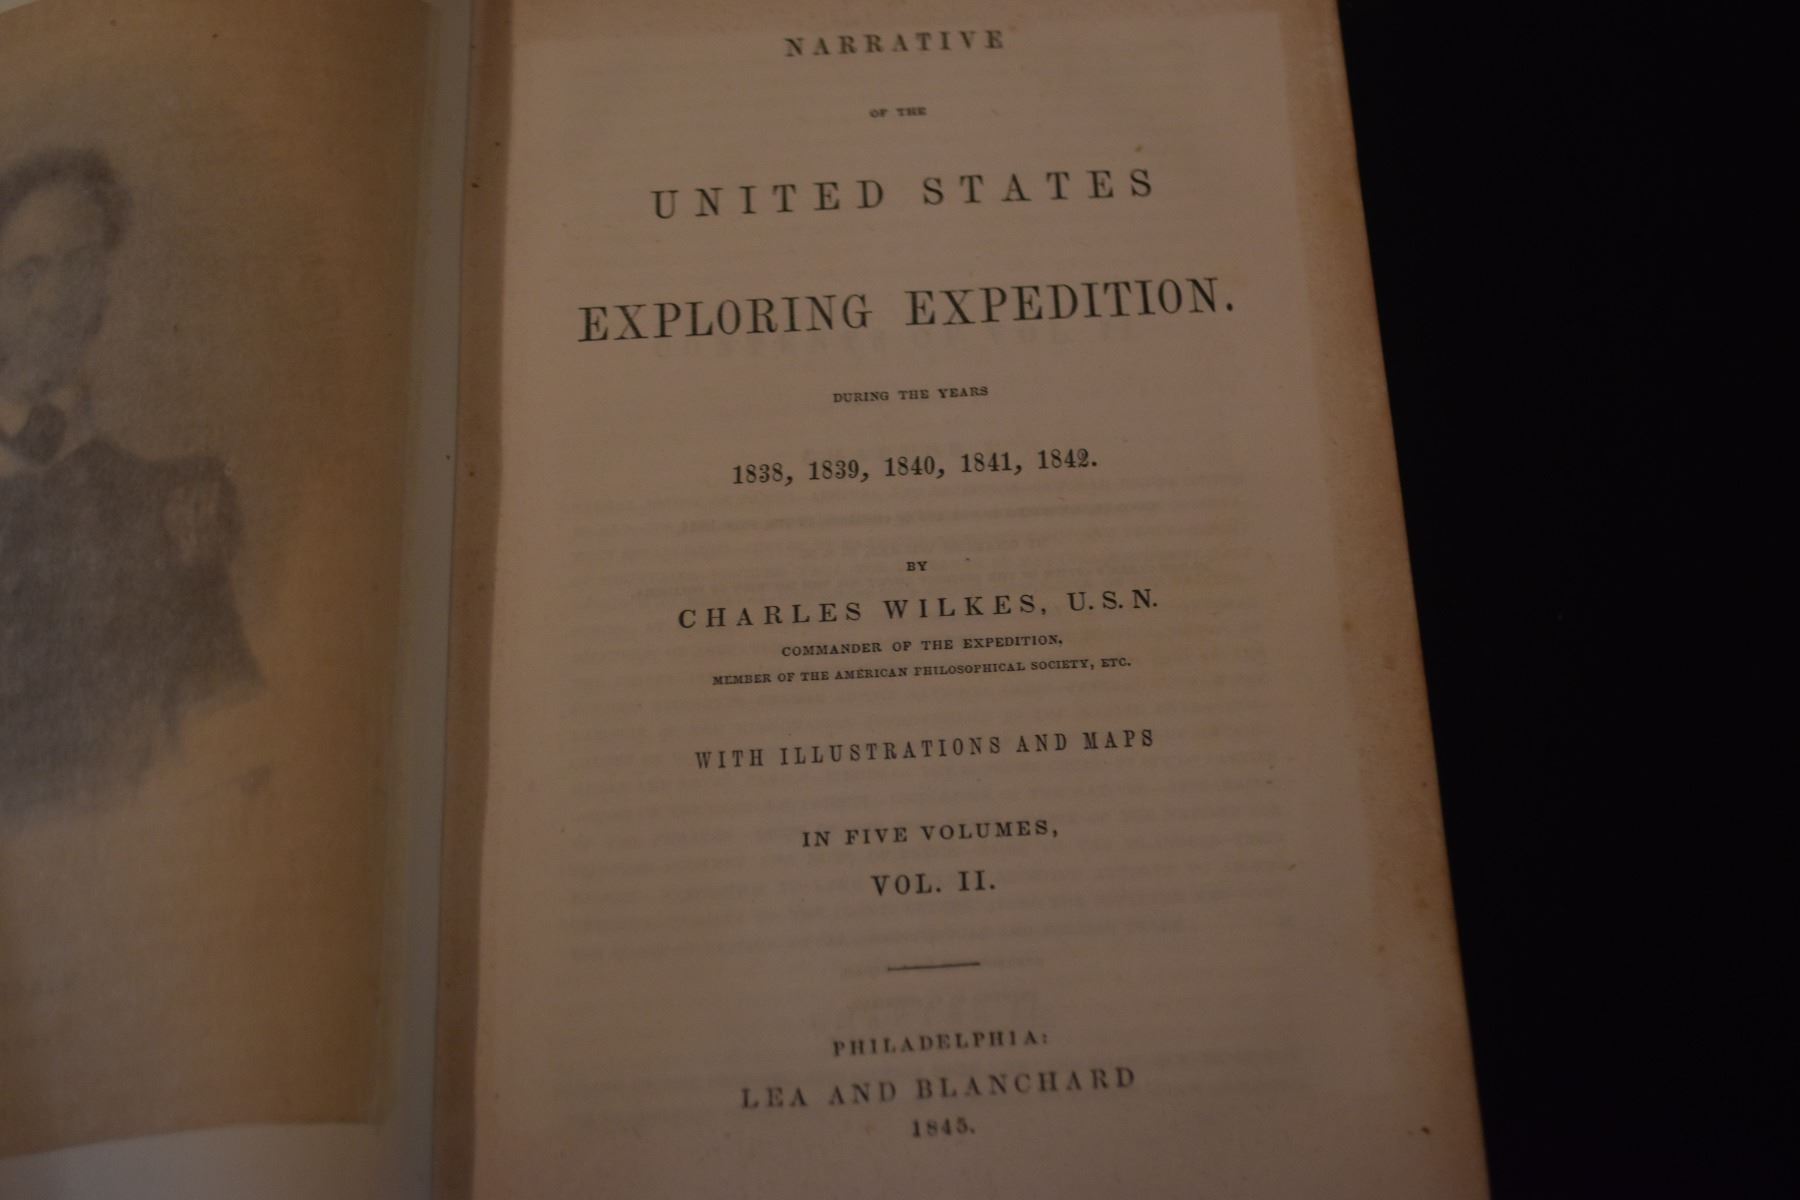 NARRATIVE
OF THE
UNITED STATES
EXPLORING EXPEDITION.
DURING THE YEARS
1838, 1839, 1840, 1841, 1842.
BY
CHARLES WILKES, U.S.N.
COMMANDER OF THE EXPEDITION,
MEMBER OF THE AMERICAN PHILOSOPHICAL SOCIETY, ETC.
WITH ILLUSTRATIONS AND MAPS
IN FIVE VOLUMES,
VOL. II.
PHILADELPHIA:
LEA AND BLANCHARD
1845.